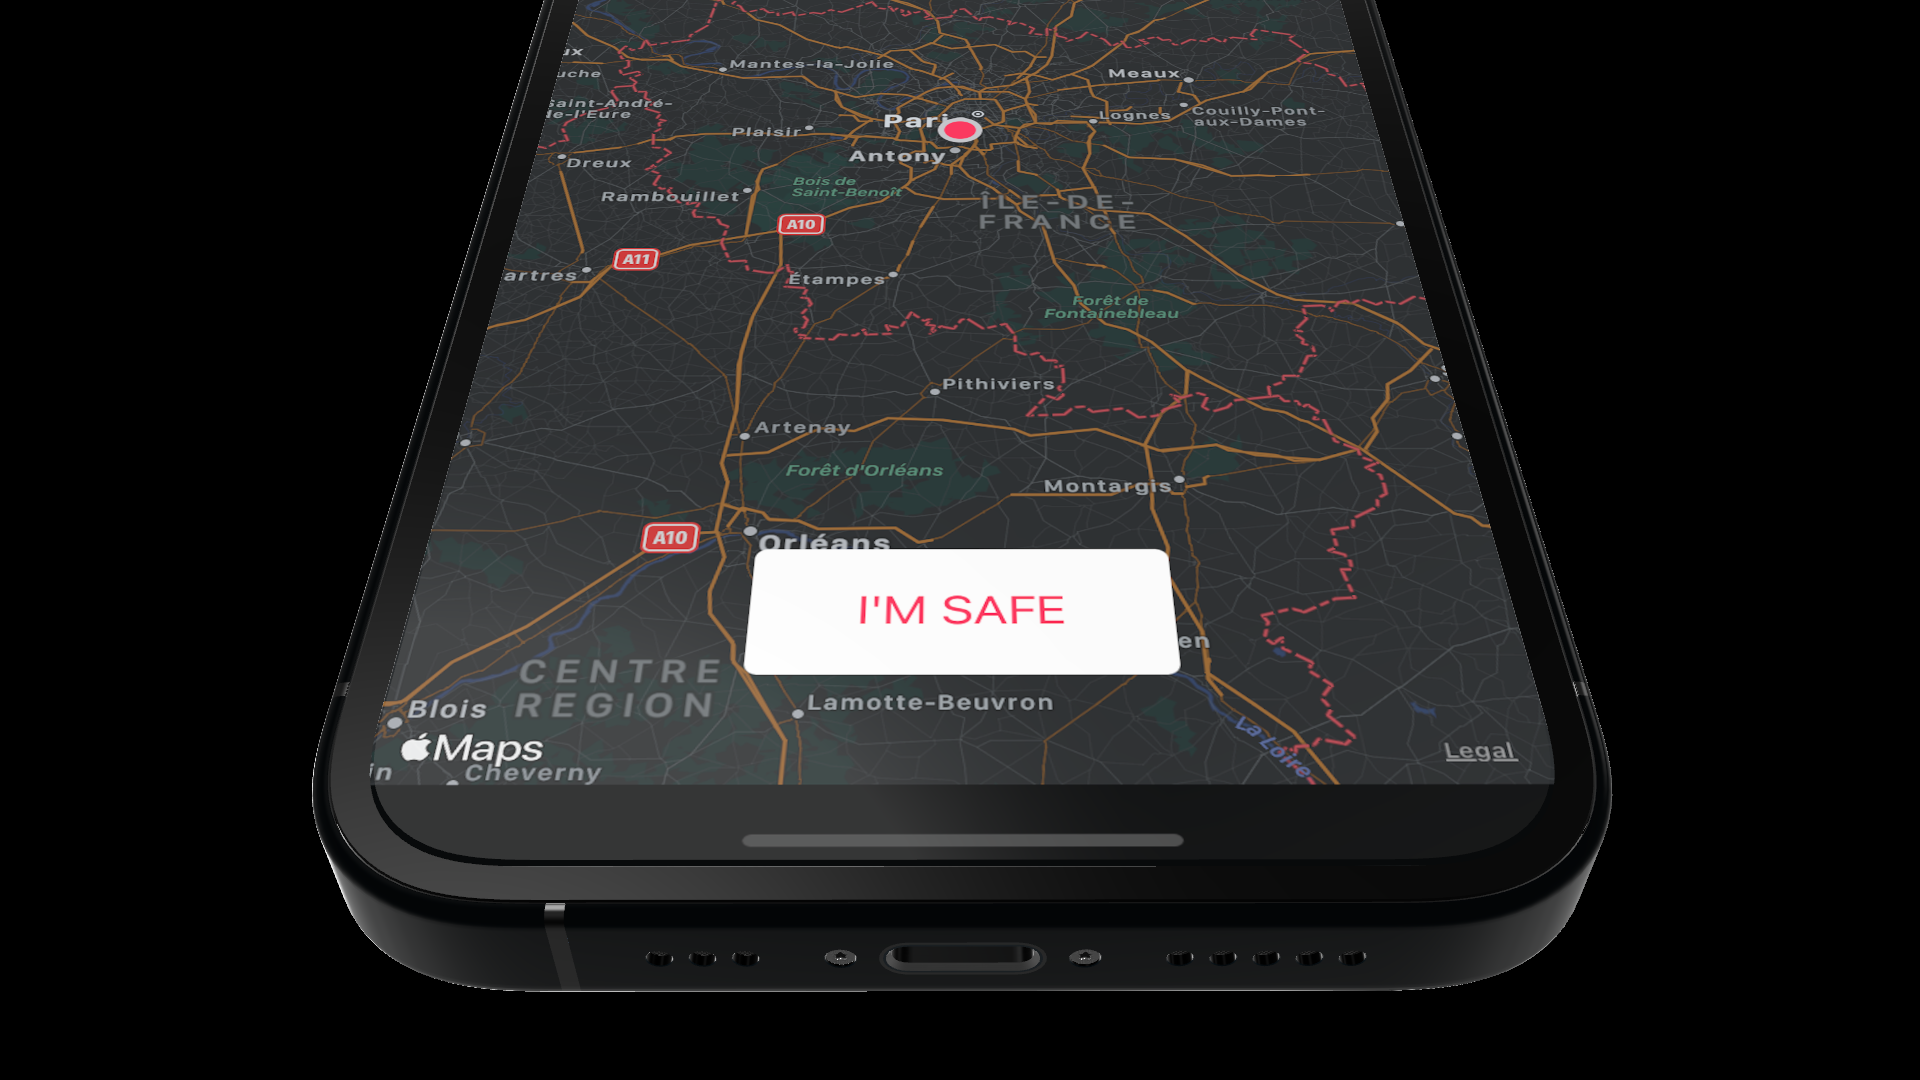 Mantes-la-Jolie
Meaux
uche
Saint-André-
de-l'Eure
Couilly-Pont-
aux-Dames
Lognes
Pari
Plaisir
Antony
Dreux
Bois de
Saint-Benoît
Rambouillet
ÎLE-DE-
FRANCE
A10
A11
artres
Étampes
Forêt de
Fontainebleau
Pithiviers
Artenay
Forêt d'Orléans
Montargis
A10
Orléans
I'M SAFE
en
CENTRE
REGION
Lamotte-Beuvron
Blois
La Loire
Maps
Legal
in
Cheverny